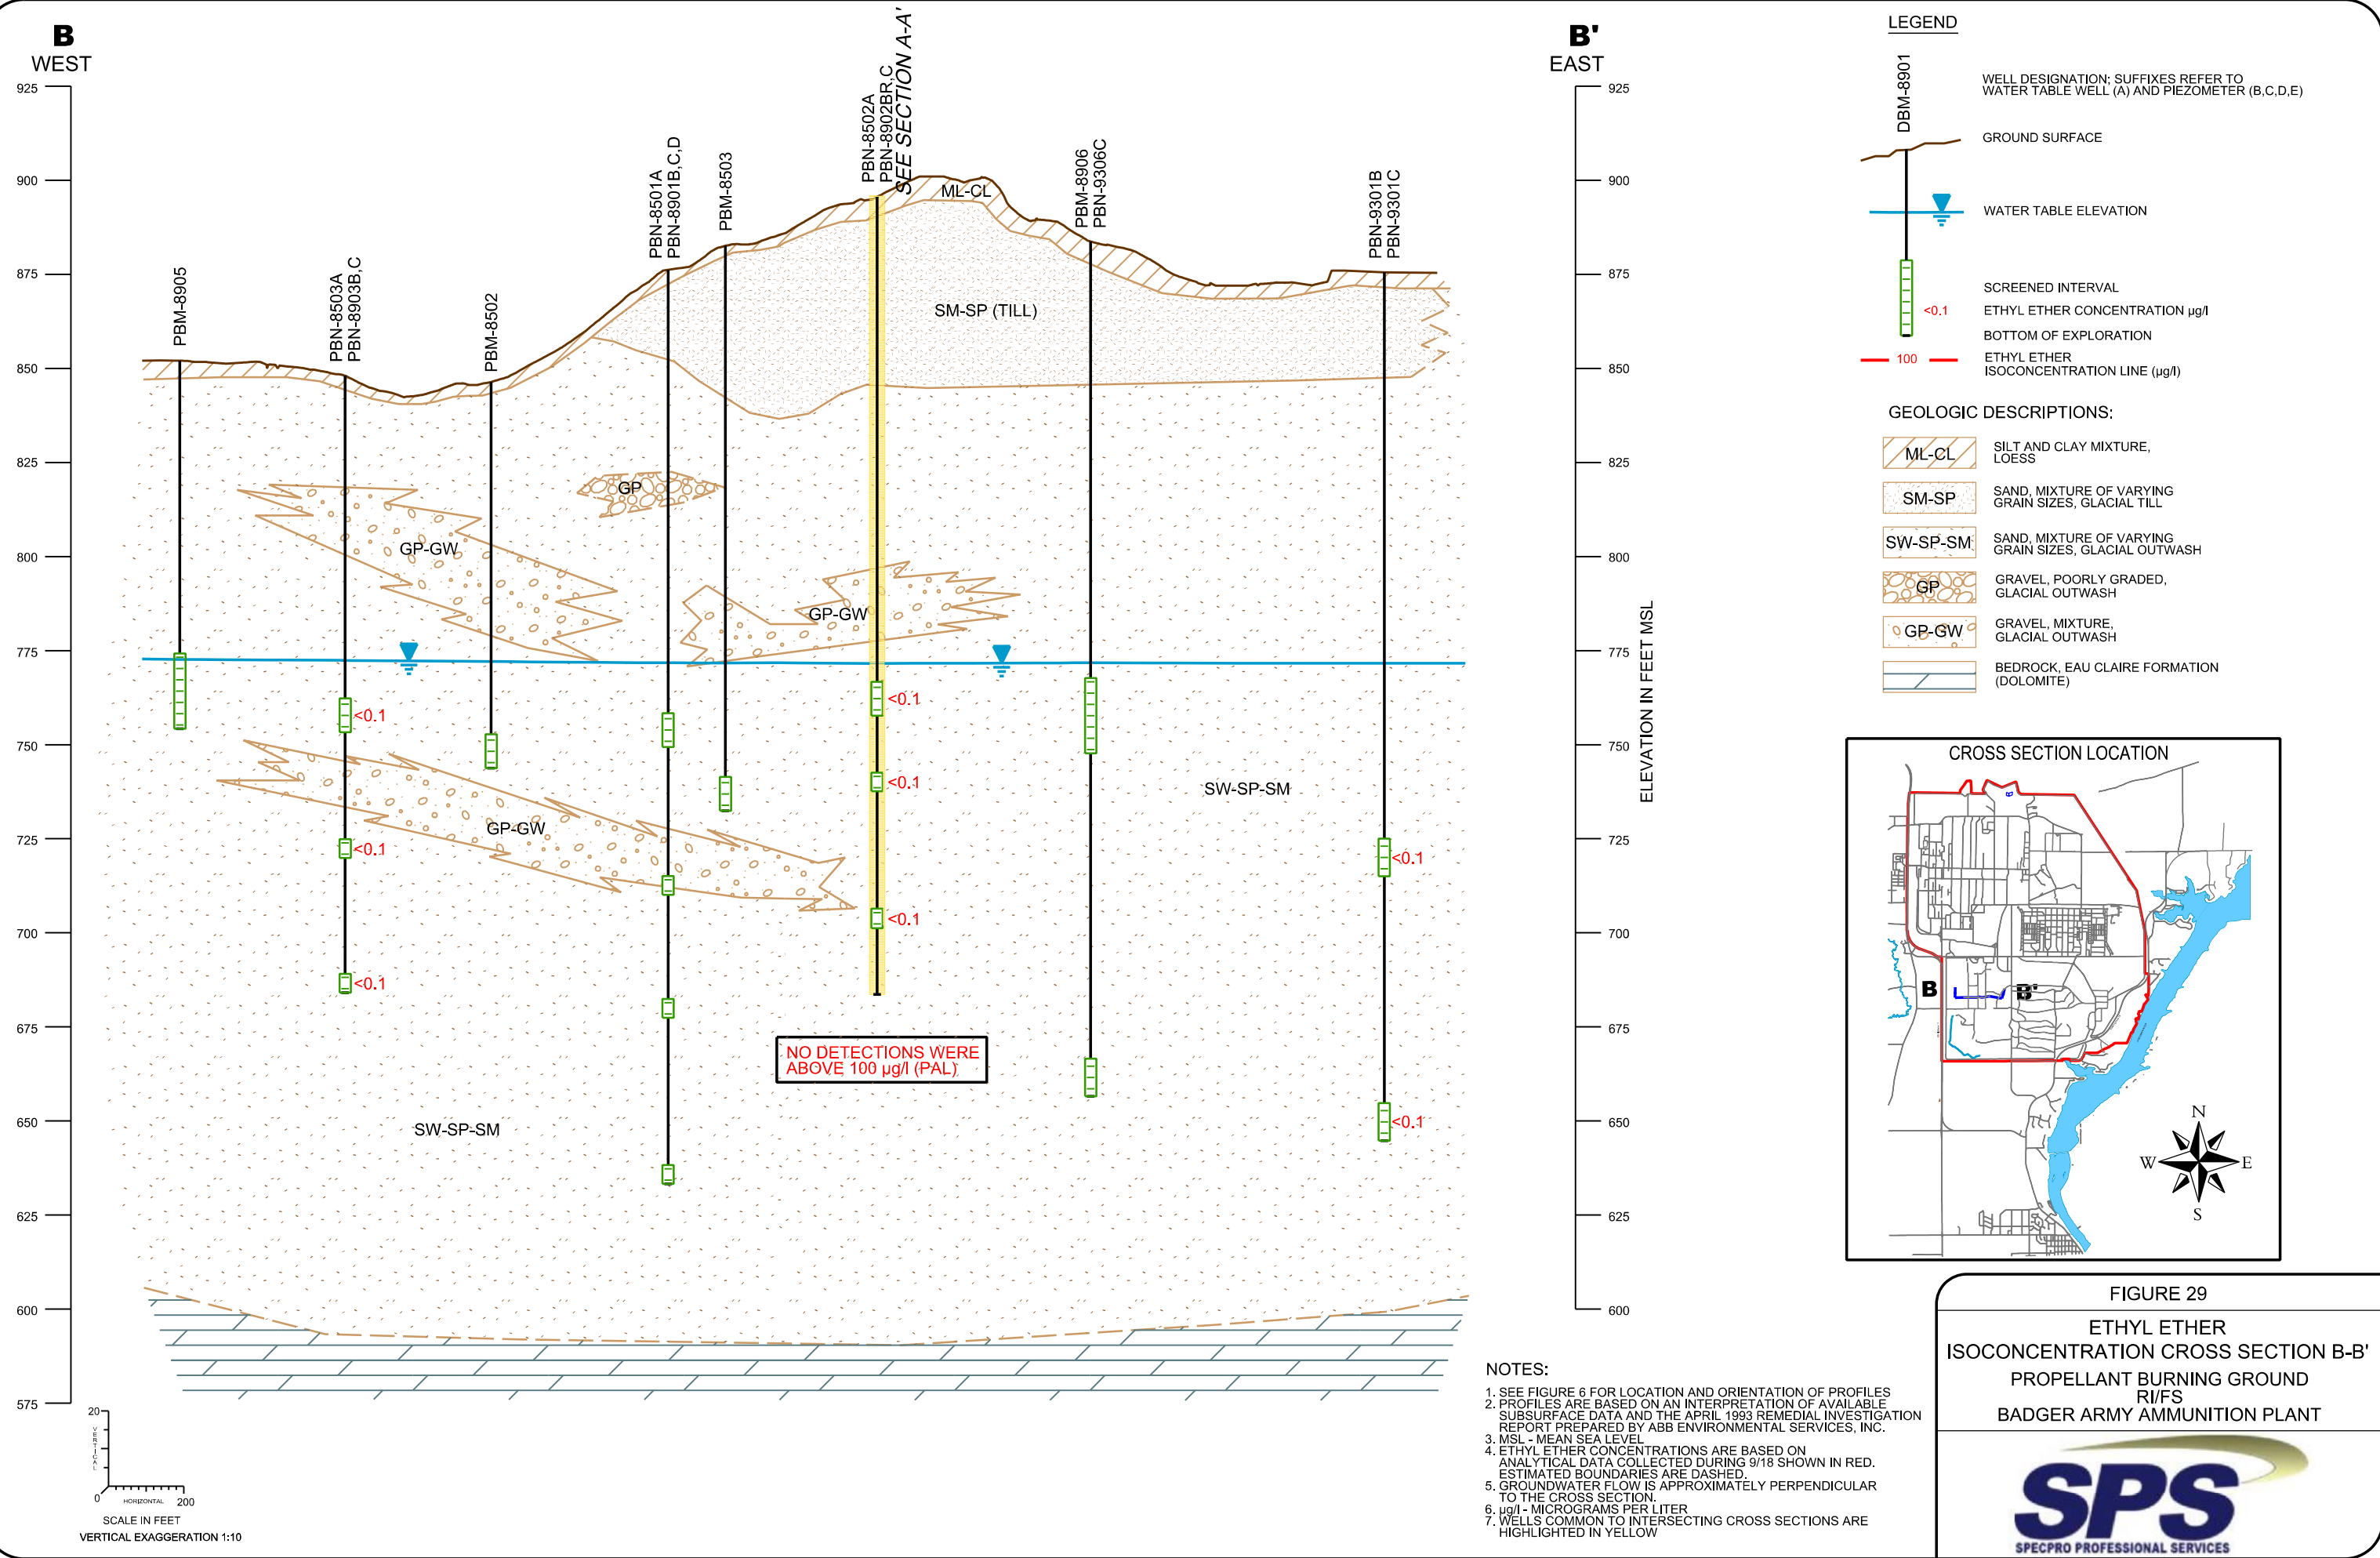 B
WEST
925
900
875
850
825
800
775
750
725
700
675
650
625
600
575
PBM-8905
PBN-8503A
PBN-8903B,C
PBM-8502
PBN-8501A
PBN-8901B,C,D
PBM-8503
PBN-8502A
PBN-8902BR,C
SEE SECTION A-A'
PBM-8906
PBN-9306C
PBN-9301B
PBN-9301C
ML-CL
SM-SP (TILL)
GP
GP-GW
GP-GW
GP-GW
SW-SP-SM
SW-SP-SM
<0.1
<0.1
<0.1
<0.1
<0.1
<0.1
<0.1
<0.1
NO DETECTIONS WERE
ABOVE 100 µg/l (PAL)
B'
EAST
925
900
875
850
825
800
775
750
725
700
675
650
625
600
ELEVATION IN FEET MSL
20
VERTICAL
0
HORIZONTAL
200
SCALE IN FEET
VERTICAL EXAGGERATION 1:10
LEGEND
DBM-8901
WELL DESIGNATION; SUFFIXES REFER TO
WATER TABLE WELL (A) AND PIEZOMETER (B,C,D,E)
GROUND SURFACE
WATER TABLE ELEVATION
SCREENED INTERVAL
<0.1
ETHYL ETHER CONCENTRATION µg/l
BOTTOM OF EXPLORATION
100
ETHYL ETHER
ISOCONCENTRATION LINE (µg/l)
GEOLOGIC DESCRIPTIONS:
ML-CL
SILT AND CLAY MIXTURE,
LOESS
SM-SP
SAND, MIXTURE OF VARYING
GRAIN SIZES, GLACIAL TILL
SW-SP-SM
SAND, MIXTURE OF VARYING
GRAIN SIZES, GLACIAL OUTWASH
GP
GRAVEL, POORLY GRADED,
GLACIAL OUTWASH
GP-GW
GRAVEL, MIXTURE,
GLACIAL OUTWASH
BEDROCK, EAU CLAIRE FORMATION
(DOLOMITE)
CROSS SECTION LOCATION
B
B'
N
W
E
S
NOTES:
1. SEE FIGURE 6 FOR LOCATION AND ORIENTATION OF PROFILES
2. PROFILES ARE BASED ON AN INTERPRETATION OF AVAILABLE
SUBSURFACE DATA AND THE APRIL 1993 REMEDIAL INVESTIGATION
REPORT PREPARED BY ABB ENVIRONMENTAL SERVICES, INC.
3. MSL - MEAN SEA LEVEL
4. ETHYL ETHER CONCENTRATIONS ARE BASED ON
ANALYTICAL DATA COLLECTED DURING 9/18 SHOWN IN RED.
ESTIMATED BOUNDARIES ARE DASHED.
5. GROUNDWATER FLOW IS APPROXIMATELY PERPENDICULAR
TO THE CROSS SECTION.
6. µg/l - MICROGRAMS PER LITER
7. WELLS COMMON TO INTERSECTING CROSS SECTIONS ARE
HIGHLIGHTED IN YELLOW
FIGURE 29
ETHYL ETHER
ISOCONCENTRATION CROSS SECTION B-B'
PROPELLANT BURNING GROUND
RI/FS
BADGER ARMY AMMUNITION PLANT
SPS
SPECPRO PROFESSIONAL SERVICES